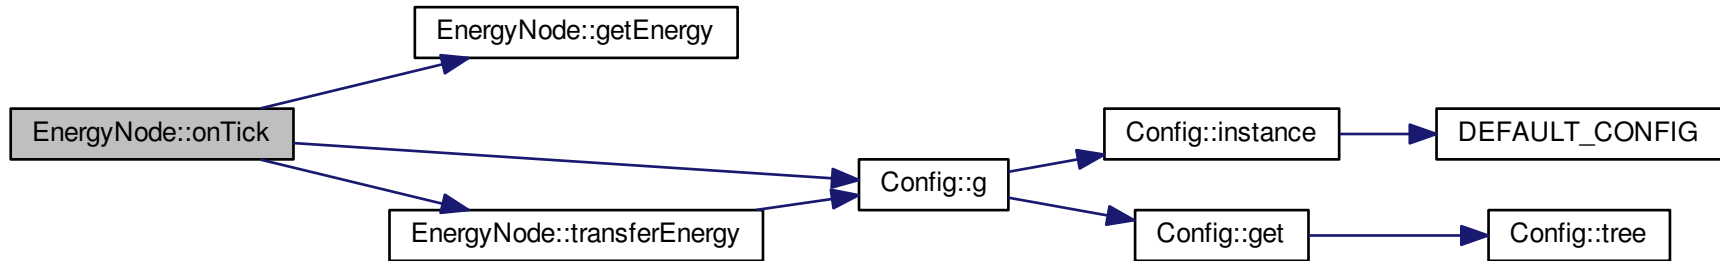 EnergyNode::getEnergy
EnergyNode::onTick
Config::instance
DEFAULT_CONFIG
Config::g
EnergyNode::transferEnergy
Config::get
Config::tree